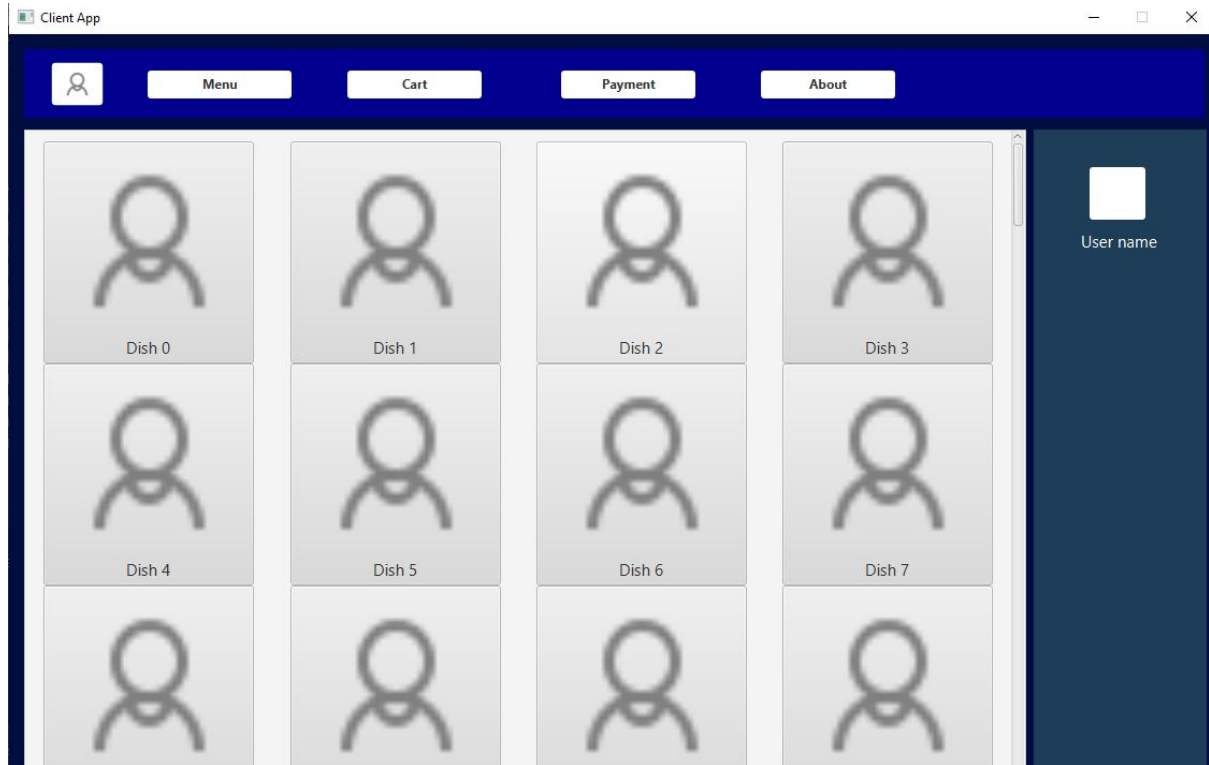 Client App
Menu Cart Payment About
User name
Dish 0 Dish 1 Dish 2 Dish 3
Dish 4 Dish 5 Dish 6 Dish 7